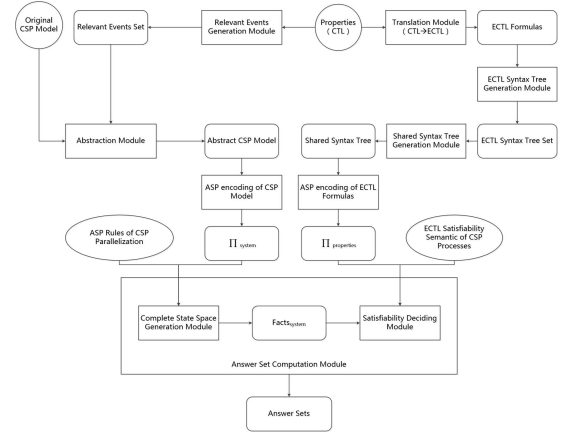 Original
CSP Model
Relevant Events Set
Relevant Events
Generation Module
Properties
( CTL )
Translation Module
( CTL→ECTL )
ECTL Formulas
ECTL Syntax Tree
Generation Module
Abstraction Module
Abstract CSP Model
Shared Syntax Tree
Shared Syntax Tree
Generation Module
ECTL Syntax Tree Set
ASP encoding of CSP
Model
ASP encoding of ECTL
Formulas
ASP Rules of CSP
Parallelization
Π system
Π properties
ECTL Satisfiability
Semantic of CSP
Processes
Complete State Space
Generation Module
Factssystem
Satisfiability Deciding
Module
Answer Set Computation Module
Answer Sets